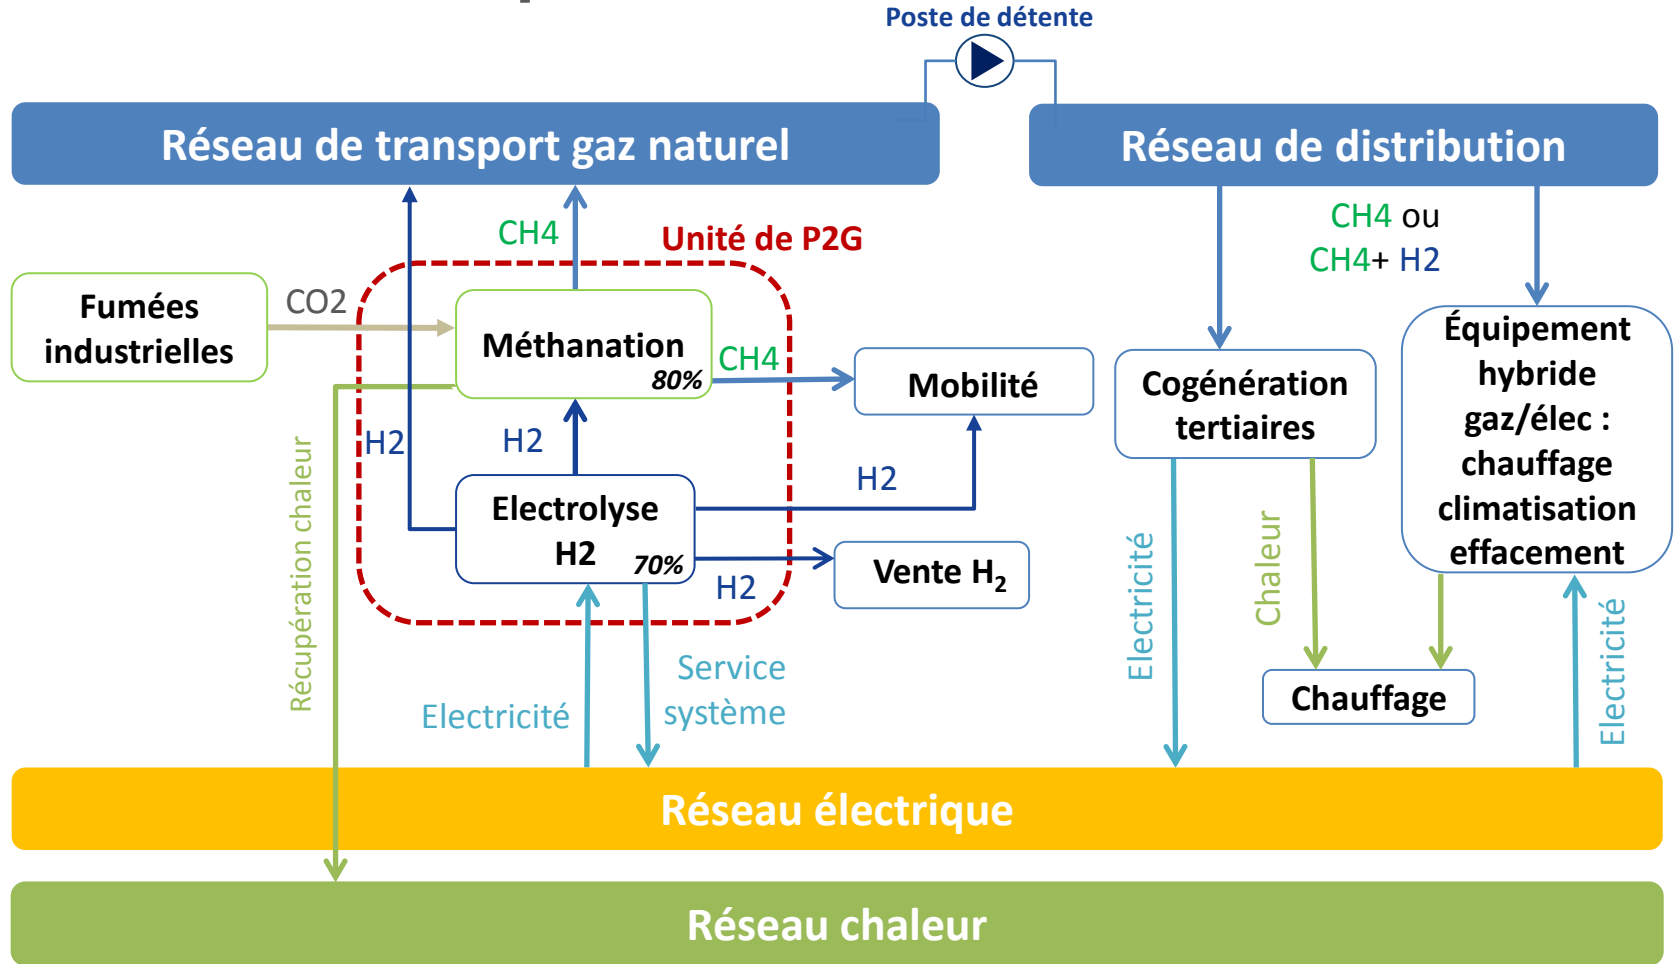 Poste de détente
Réseau de transport gaz naturel
Réseau de distribution
CH4
Unité de P2G
CH4 ou
CH4+ H2
Fumées
industrielles
CO2
Méthanation
80%
CH4
Mobilité
Cogénération
tertiaires
Équipement
hybride
gaz/élec :
chauffage
climatisation
effacement
H2
H2
H2
Electrolyse
H2
70%
H2
Vente H₂
Récupération chaleur
Electricité
Service
système
Electricité
Chaleur
Chauffage
Electricité
Réseau électrique
Réseau chaleur